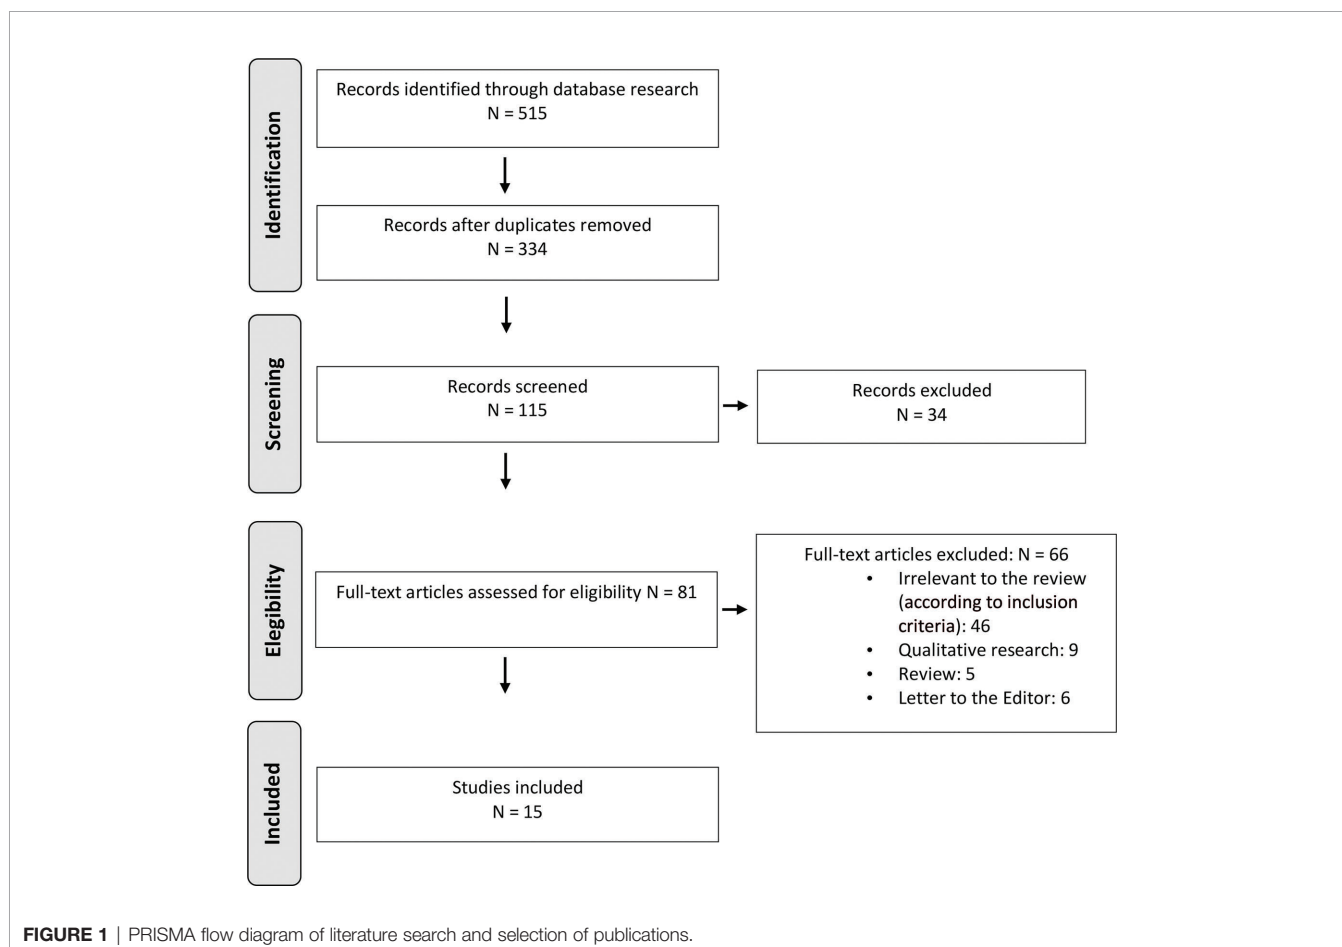 Identification
Records identified through database research
N = 515
Records after duplicates removed
N = 334
Screening
Records screened
N = 115
Records excluded
N = 34
Elegibility
Full-text articles assessed for eligibility N = 81
Full-text articles excluded: N = 66
• Irrelevant to the review
(according to inclusion
criteria): 46
• Qualitative research: 9
• Review: 5
• Letter to the Editor: 6
Included
Studies included
N = 15
FIGURE 1 | PRISMA flow diagram of literature search and selection of publications.